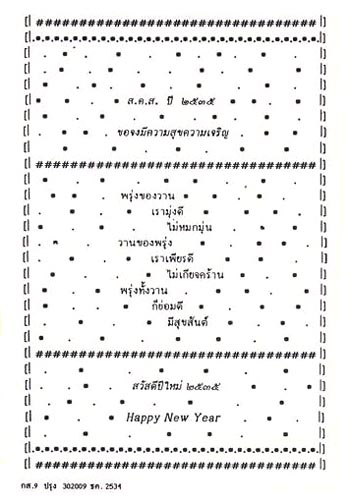 ส.ค.ส. ปี ๒๕๓๕
ขอจงมีความสุขความเจริญ
พรุ่งของวาน
เรามุ่งดี
ไม่หมกมุ่น
วานของพรุ่ง
เราเพียรดี
ไม่เกียจคร้าน
พรุ่งทั้งวาน
ก็ย่อมดี
มีสุขสันต์
สวัสดีปีใหม่ ๒๕๓๕
Happy New Year
กส.9 ปรุง 302009 ธค. 2534